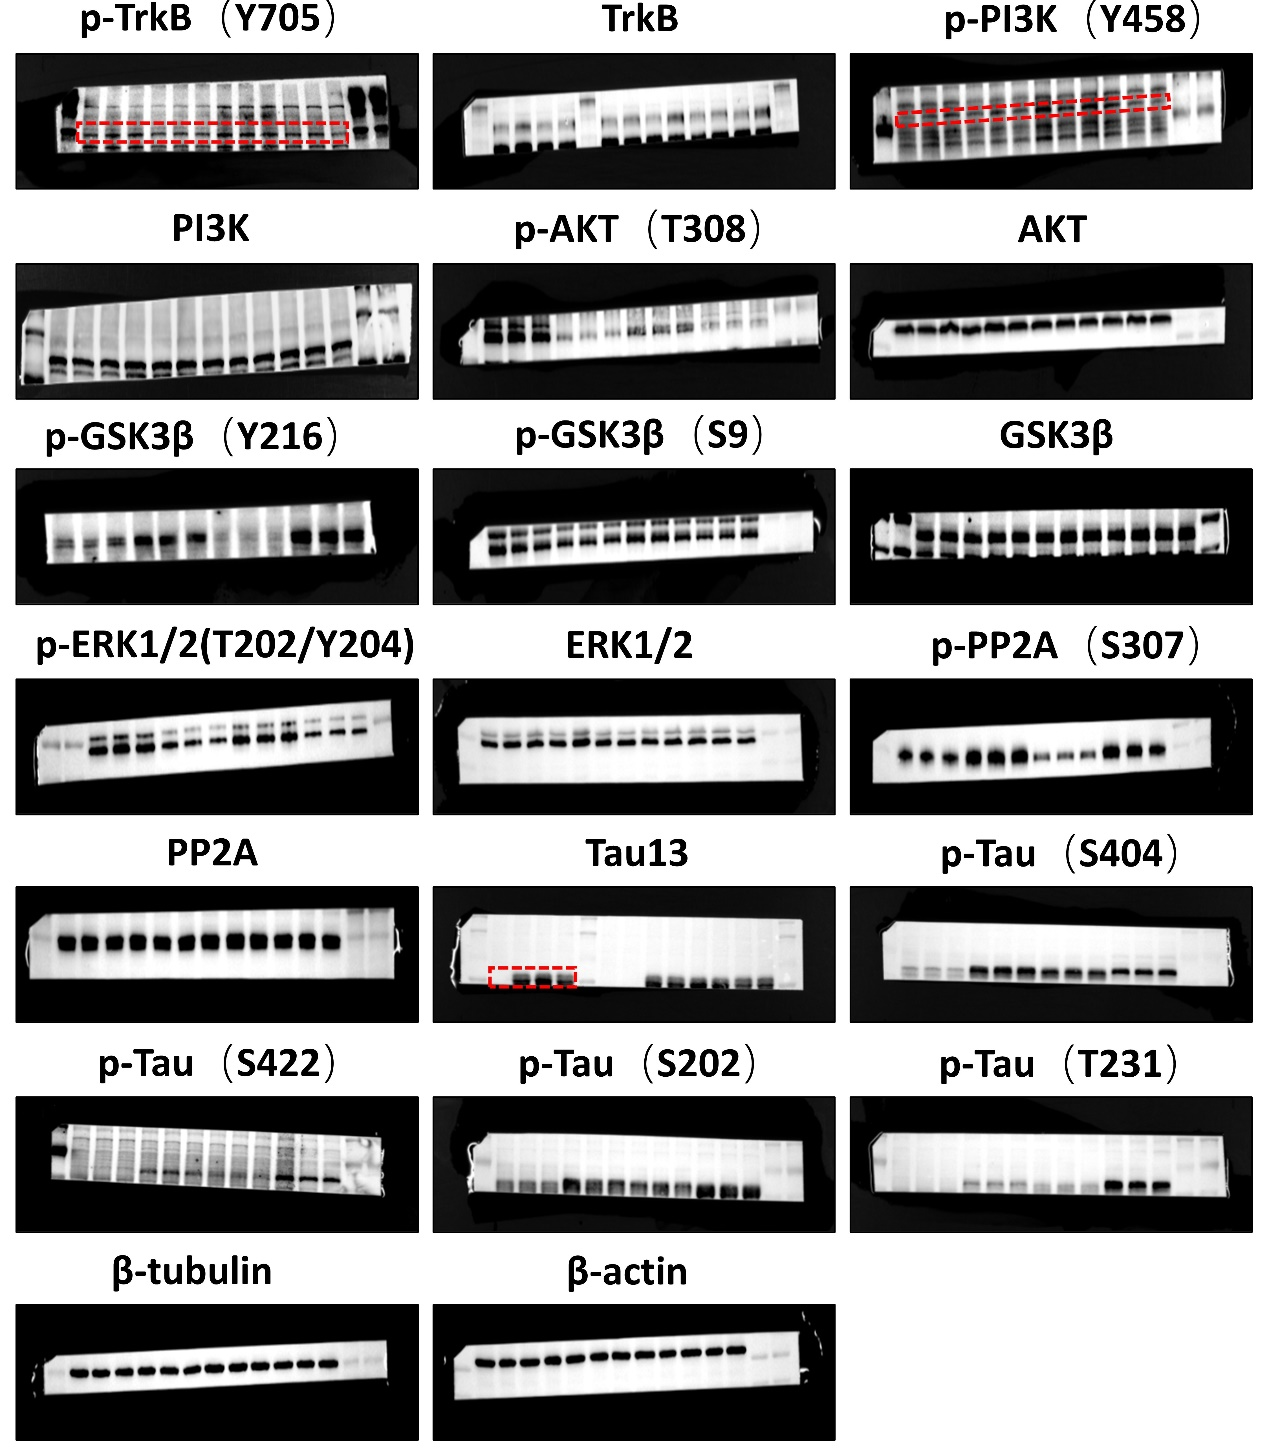 p-TrkB（Y705）
TrkB
p-PI3K（Y458）
PI3K
p-AKT（T308）
AKT
p-GSK3β（Y216）
p-GSK3β（S9）
GSK3β
p-ERK1/2(T202/Y204)
ERK1/2
p-PP2A（S307）
PP2A
Tau13
p-Tau（S404）
p-Tau（S422）
p-Tau（S202）
p-Tau（T231）
β-tubulin
β-actin